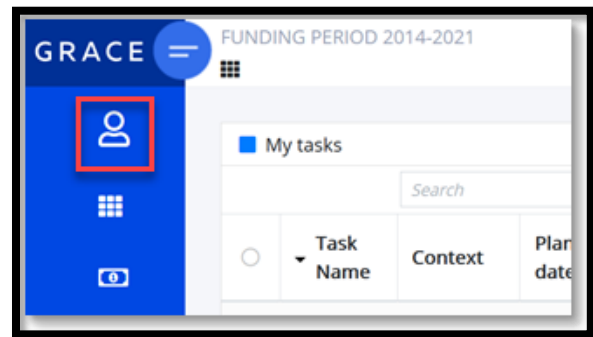 GRACE
FUNDING PERIOD 2014-2021
My tasks
Search
Task
Name
Context
Plan
date